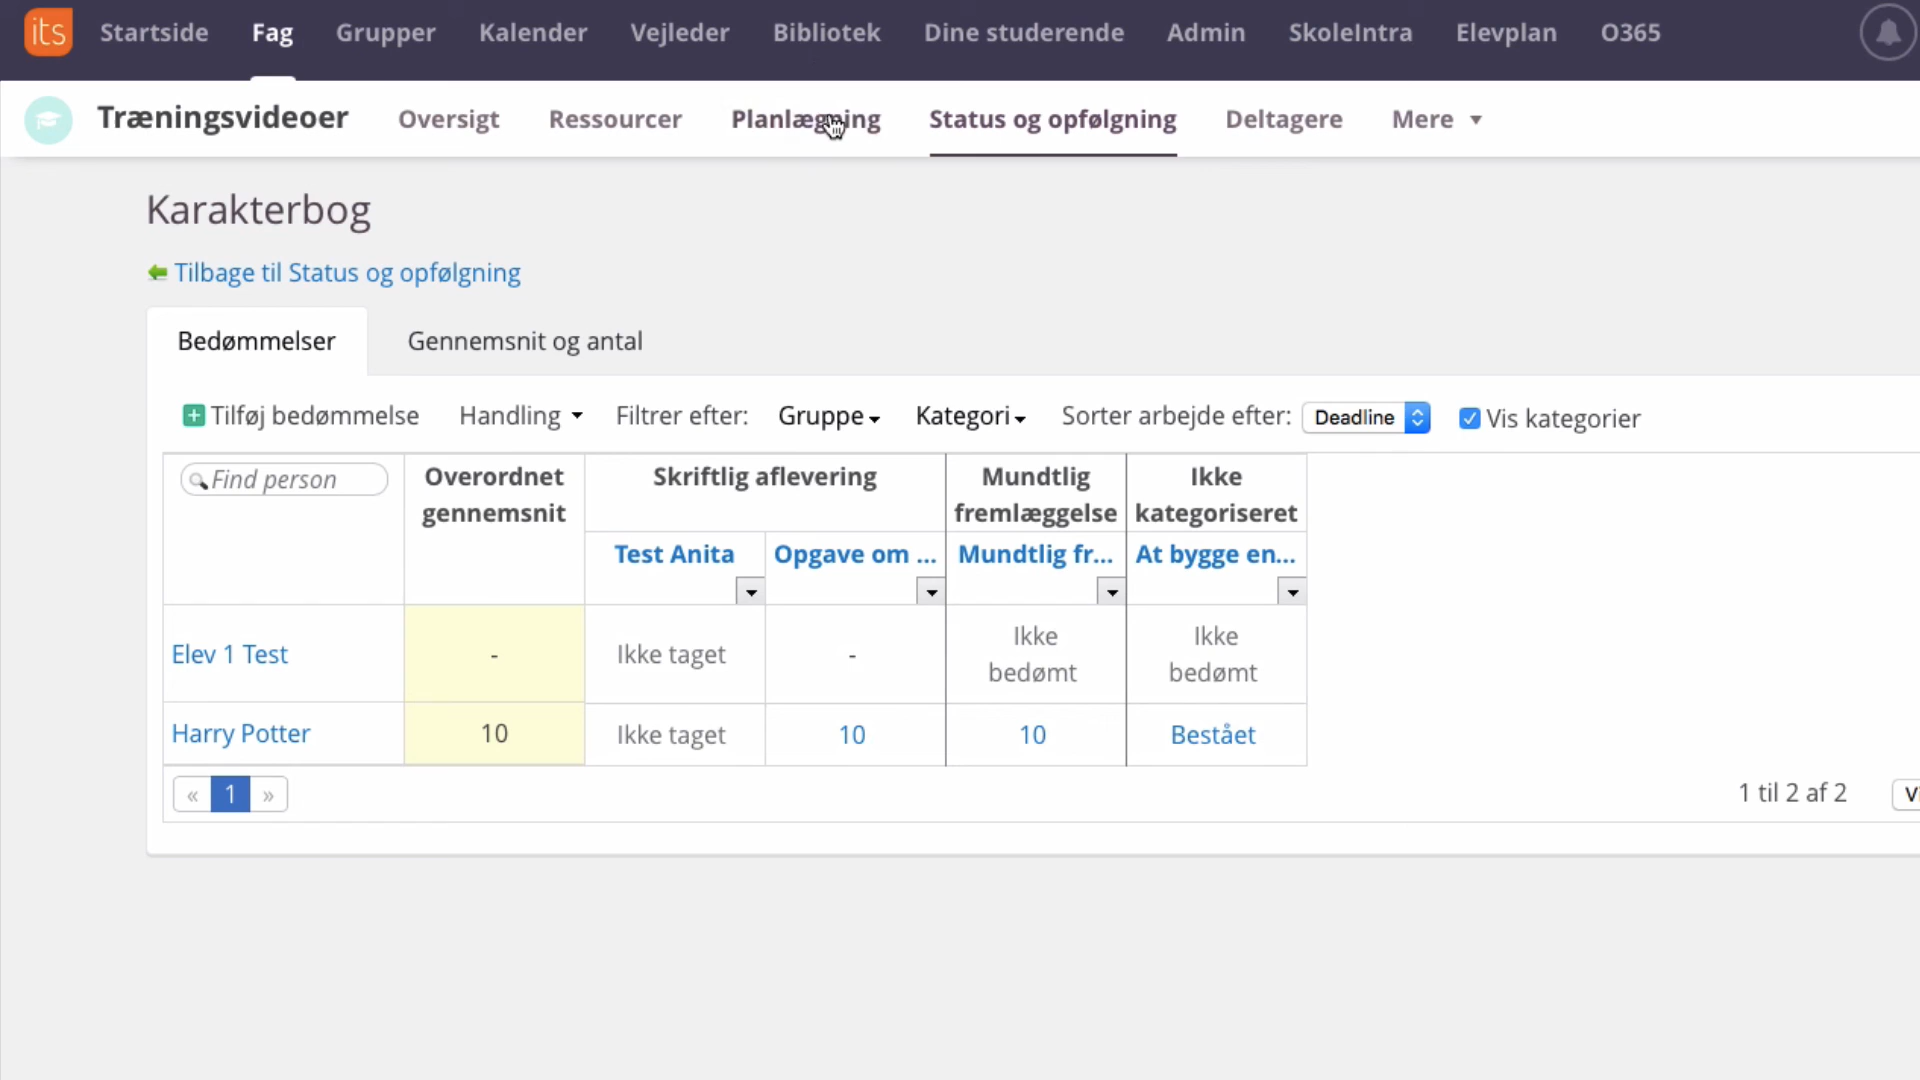 its Startside Fag Grupper Kalender Vejleder Bibliotek Dine studerende Admin SkoleIntra Elevplan O365
Træningsvideoer Oversigt Ressourcer Planlægning Status og opfølgning Deltagere Mere
Karakterbog
Tilbage til Status og opfølgning
Bedømmelser Gennemsnit og antal
Tilføj bedømmelse Handling Filtrer efter: Gruppe Kategori Sorter arbejde efter: Deadline Vis kategorier
Find person Overordnet gennemsnit Skriftlig aflevering Mundtlig fremlæggelse Ikke kategoriseret
Test Anita Opgave om ... Mundtlig fr... At bygge en...
Elev 1 Test - Ikke taget - Ikke bedømt Ikke bedømt
Harry Potter 10 Ikke taget 10 10 Bestået
« 1 » 1 til 2 af 2